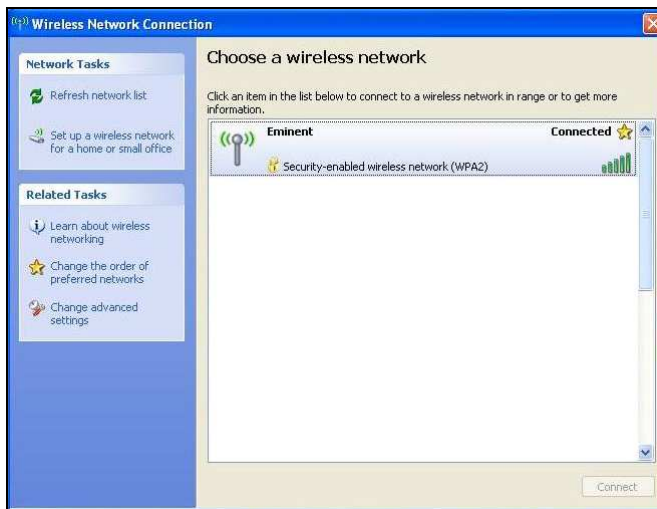 Wireless Network Connection
Network Tasks
Refresh network list
Set up a wireless network
for a home or small office
Related Tasks
Learn about wireless
networking
Change the order of
preferred networks
Change advanced
settings
Choose a wireless network
Click an item in the list below to connect to a wireless network in range or to get more
information.
Eminent Connected
Security-enabled wireless network (WPA2)
Connect